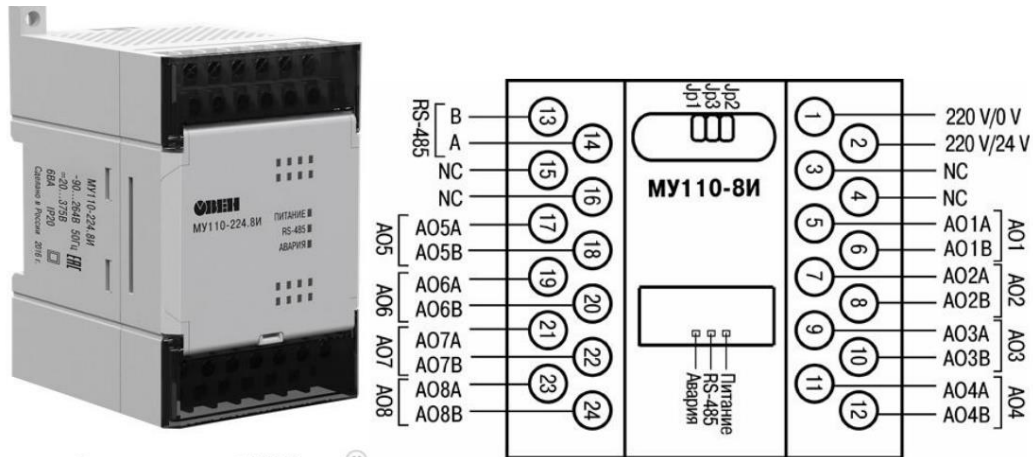 ОВЕН
МУ110-224.8И
ПИТАНИЕ
RS-485
АВАРИЯ
МУ110-224.8И
~90...264В 50Гц ЕАС
=20...375В
6ВА IP20
Сделано в России 2016 г.
RS-485
B
A
NC
NC
AO5
AO5A
AO5B
AO6
AO6A
AO6B
AO7
AO7A
AO7B
AO8
AO8A
AO8B
13
14
15
16
17
18
19
20
21
22
23
24
Jp1
Jp3
Jp2
МУ110-8И
Авария
RS-485
Питание
1
2
3
4
5
6
7
8
9
10
11
12
220 V/0 V
220 V/24 V
NC
NC
AO1A
AO1B
AO1
AO2A
AO2B
AO2
AO3A
AO3B
AO3
AO4A
AO4B
AO4